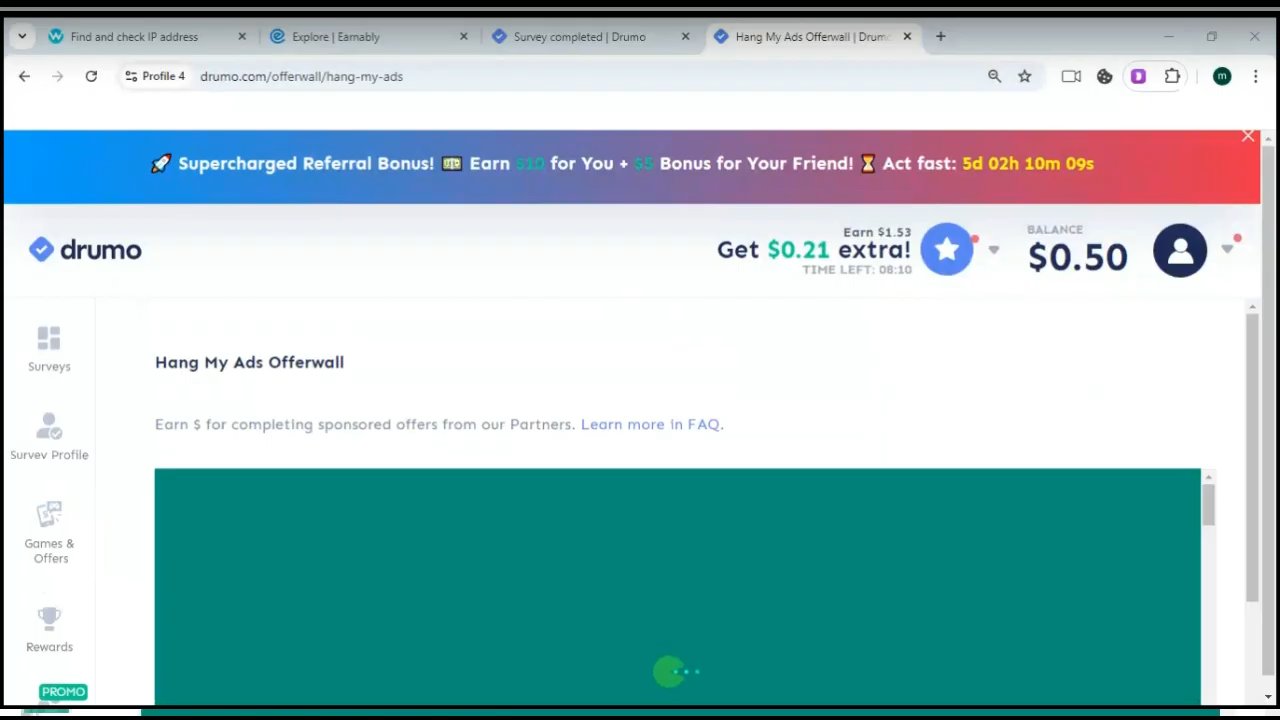 Find and check IP address
Explore | Earnably
Survey completed | Drumo
Hang My Ads Offerwall | Drumo
Profile 4
drumo.com/offerwall/hang-my-ads
m
Supercharged Referral Bonus! Earn $10 for You + $5 Bonus for Your Friend! Act fast: 5d 02h 10m 09s
drumo
Earn $1.53
Get $0.21 extra!
TIME LEFT: 08:10
BALANCE
$0.50
Surveys
Survey Profile
Games &
Offers
Rewards
PROMO
Hang My Ads Offerwall
Earn $ for completing sponsored offers from our Partners. Learn more in FAQ.